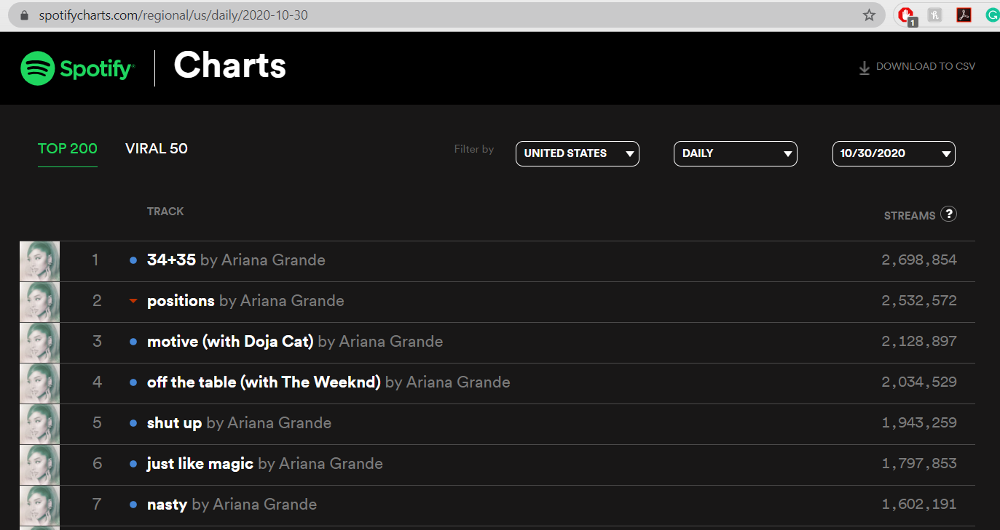 spotifycharts.com/regional/us/daily/2020-10-30
1
Spotify
Charts
DOWNLOAD TO CSV
TOP 200 VIRAL 50 Filter by UNITED STATES DAILY 10/30/2020
TRACK STREAMS ?
1 34+35 by Ariana Grande 2,698,854
2 positions by Ariana Grande 2,532,572
3 motive (with Doja Cat) by Ariana Grande 2,128,897
4 off the table (with The Weeknd) by Ariana Grande 2,034,529
5 shut up by Ariana Grande 1,943,259
6 just like magic by Ariana Grande 1,797,853
7 nasty by Ariana Grande 1,602,191